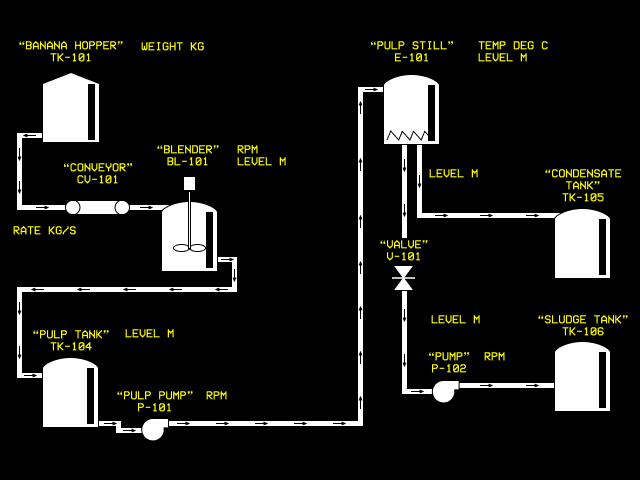 “BANANA HOPPER” WEIGHT KG
TK-101
“PULP STILL” TEMP DEG C
E-101 LEVEL M
“BLENDER” RPM
BL-101 LEVEL M
“CONVEYOR”
CV-101
LEVEL M
“CONDENSATE
TANK”
TK-105
RATE KG/S
“VALVE”
V-101
“PULP TANK” LEVEL M
TK-104
LEVEL M
“SLUDGE TANK”
TK-106
“PUMP” RPM
P-102
“PULP PUMP” RPM
P-101